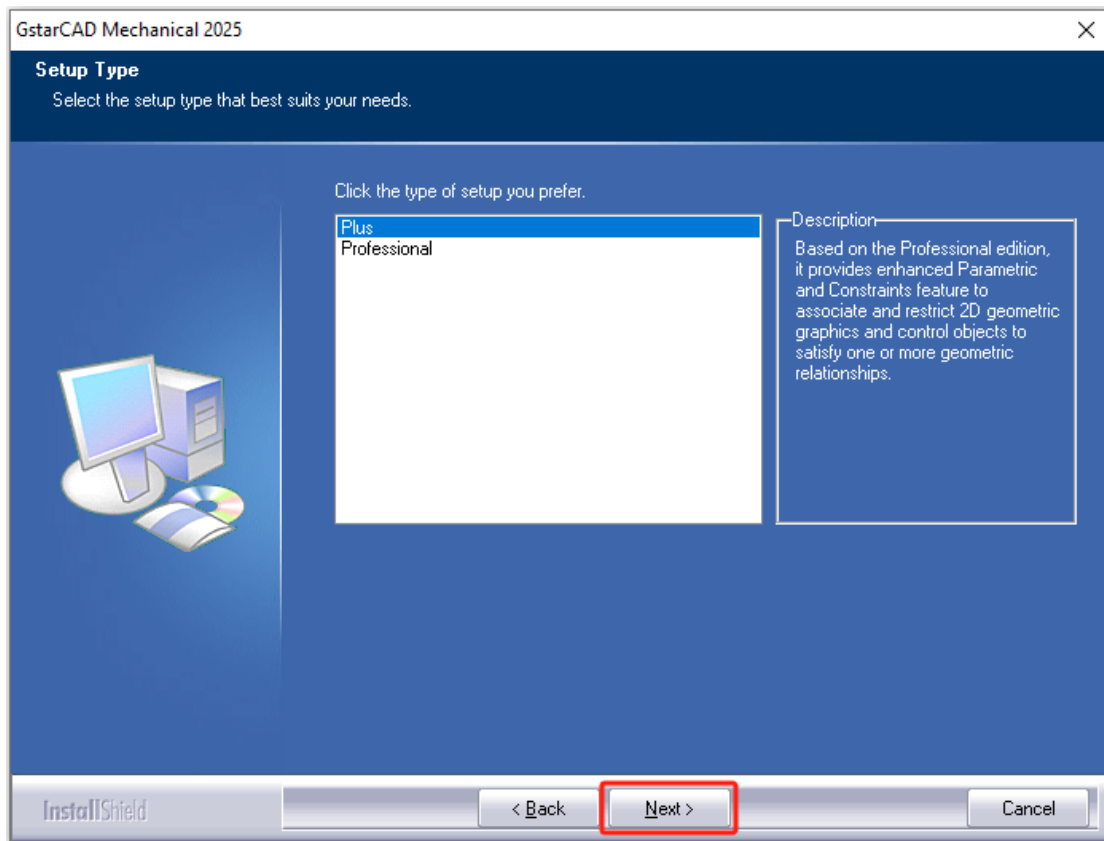 GstarCAD Mechanical 2025
Setup Type
Select the setup type that best suits your needs.
Click the type of setup you prefer.
Plus
Professional
Description
Based on the Professional edition,
it provides enhanced Parametric
and Constraints feature to
associate and restrict 2D geometric
graphics and control objects to
satisfy one or more geometric
relationships.
InstallShield
< Back
Next >
Cancel